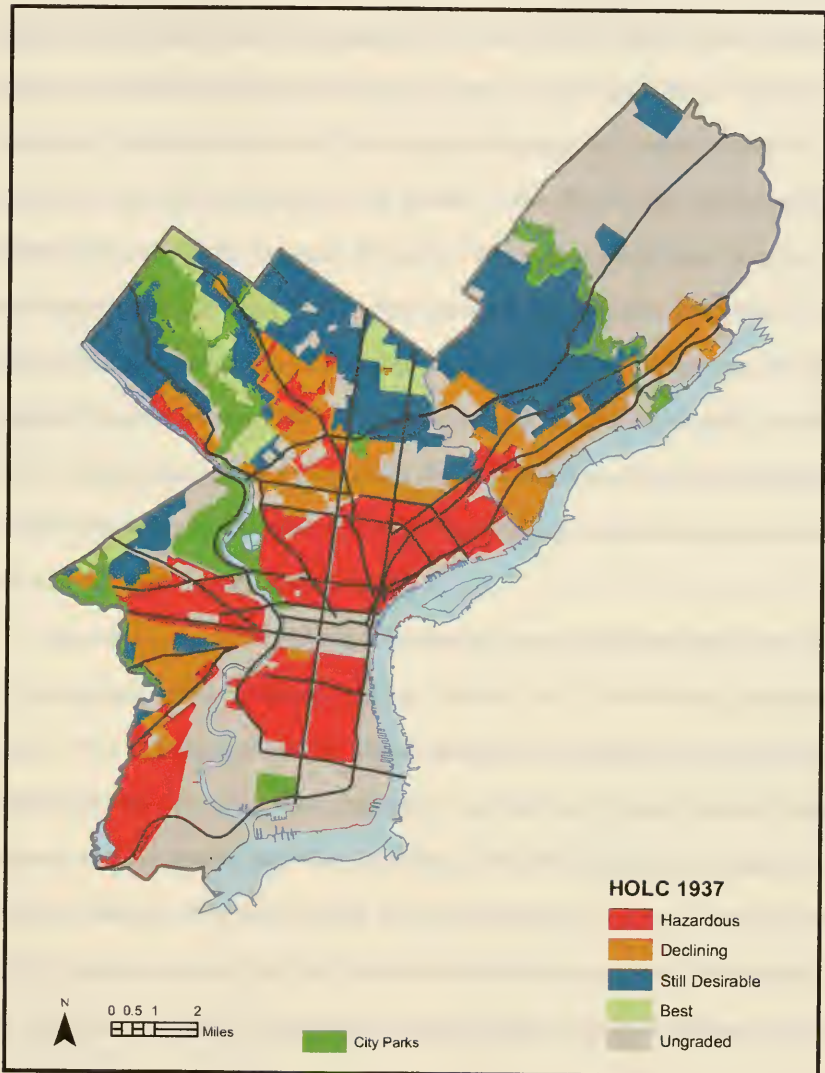 HOLC 1937
Hazardous
Declining
Still Desirable
Best
Ungraded
City Parks
N
0 0.5 1 2
Miles